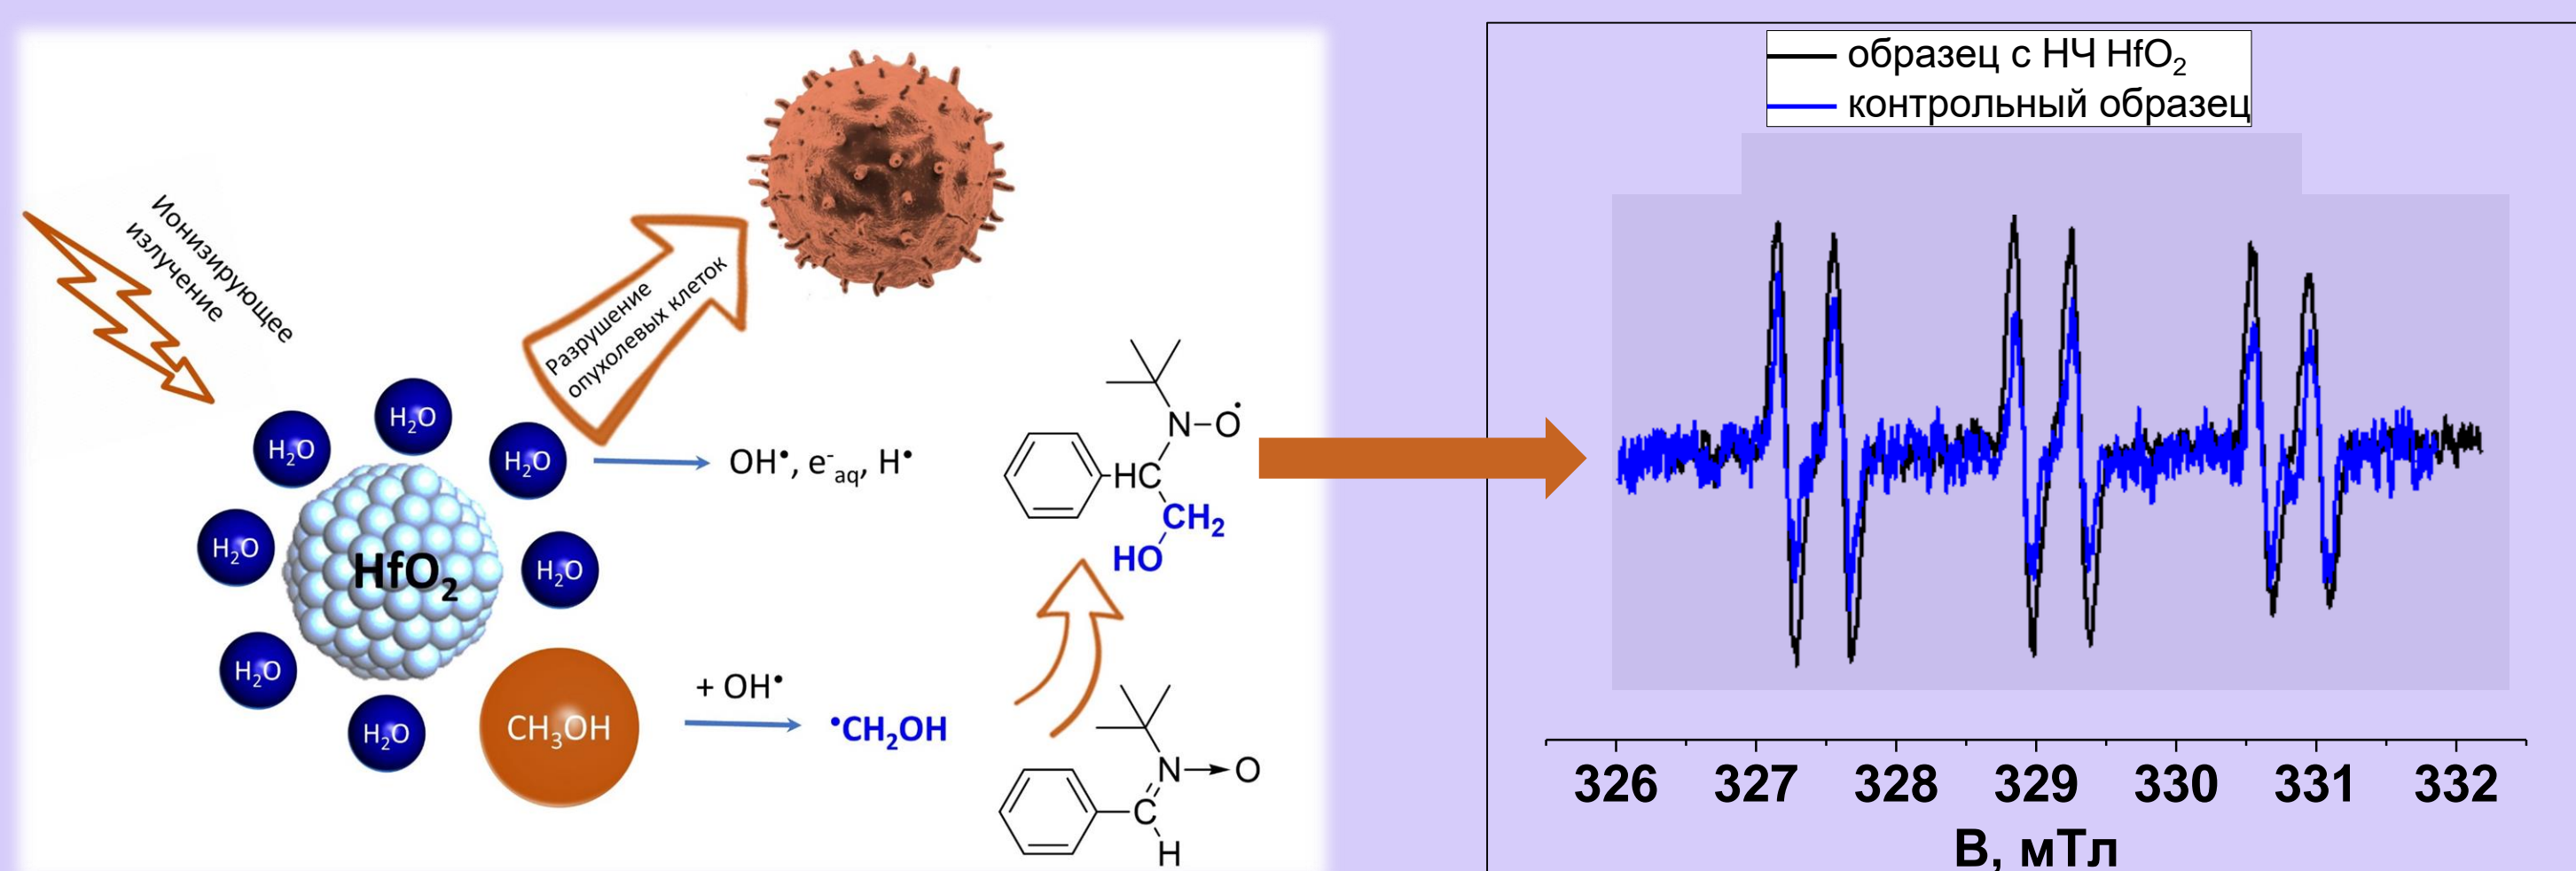 Ионизирующее
излучение
Разрушение
опухолевых клеток
H₂O
H₂O
H₂O
H₂O
H₂O
H₂O
H₂O
HfO₂
OH•, e⁻aq, H•
CH₃OH
+ OH•
•CH₂OH
N–O•
HC
CH₂
HO
N→O
C
H
образец с НЧ HfO₂
контрольный образец
326 327 328 329 330 331 332
В, мТл